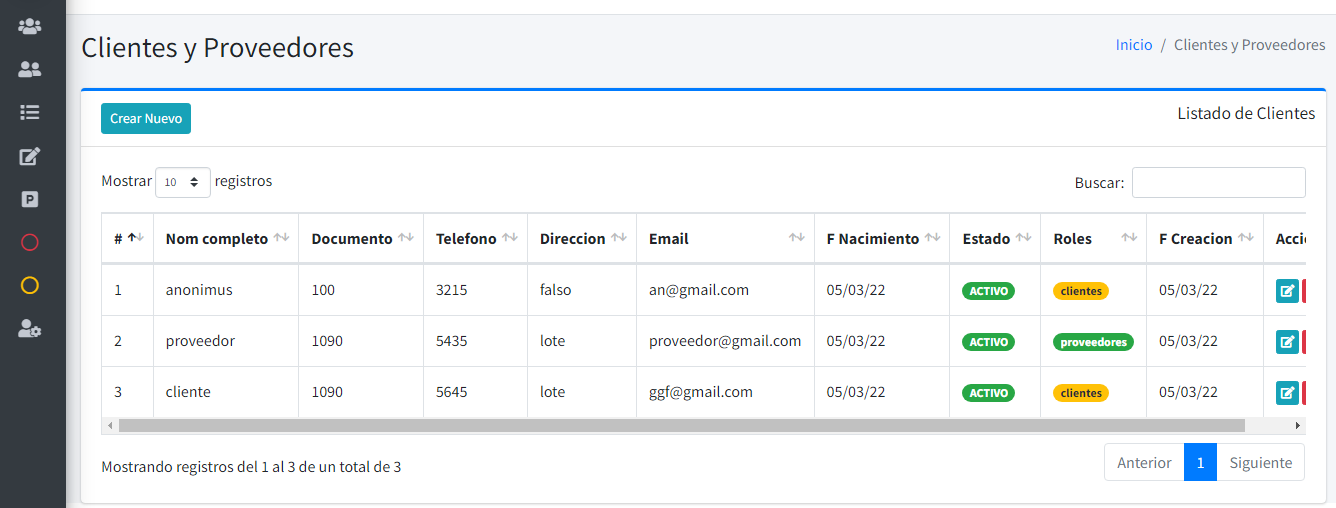 Clientes y Proveedores
Inicio / Clientes y Proveedores
Crear Nuevo
Listado de Clientes
Mostrar 10 registros
Buscar:
# Nom completo Documento Telefono Direccion Email F Nacimiento Estado Roles F Creacion Acci
1 anonimus 100 3215 falso an@gmail.com 05/03/22 ACTIVO clientes 05/03/22
2 proveedor 1090 5435 lote proveedor@gmail.com 05/03/22 ACTIVO proveedores 05/03/22
3 cliente 1090 5645 lote ggf@gmail.com 05/03/22 ACTIVO clientes 05/03/22
Mostrando registros del 1 al 3 de un total de 3
Anterior 1 Siguiente